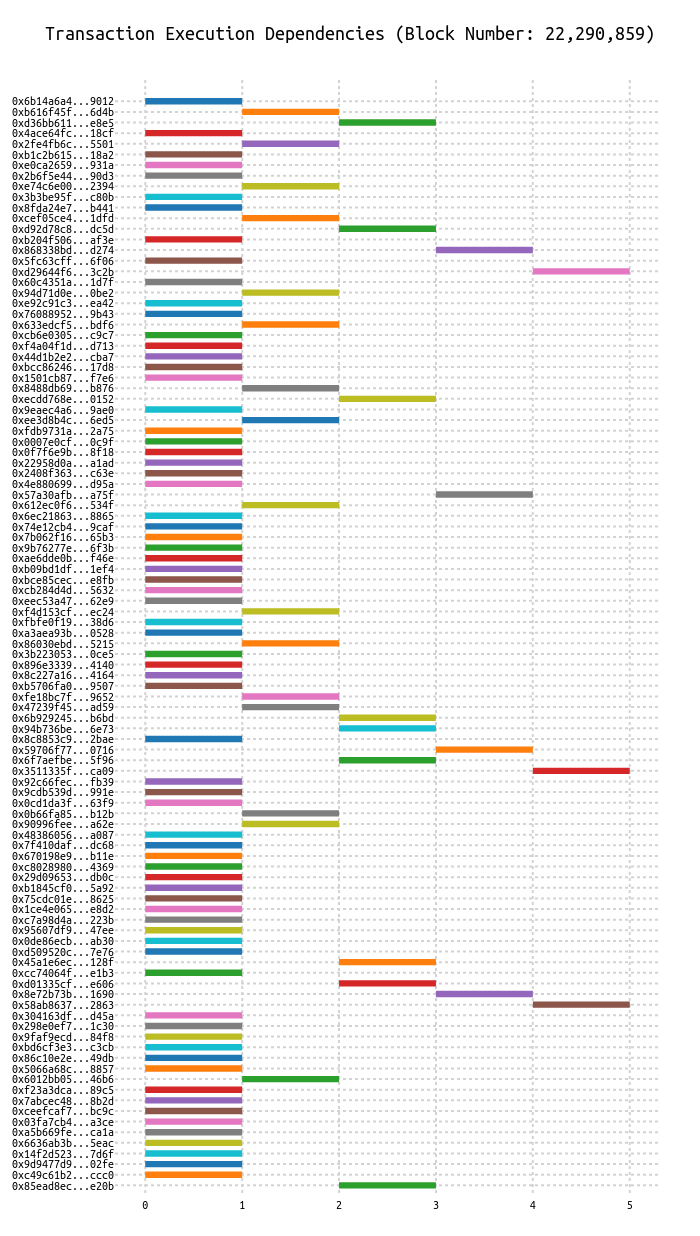 Transaction Execution Dependencies (Block Number: 22,290,859)
0x6b14a6a4...9012
0xb616f45f...6d4b
0xd36bb611...e8e5
0x4ace64fc...18cf
0x2fe4fb6c...5501
0xb1c2b615...18a2
0xe0ca2659...931a
0x2b6f5e44...90d3
0xe74c6e00...2394
0x3b3be95f...c80b
0x8fda24e7...b441
0xcef05ce4...1dfd
0xd92d78c8...dc5d
0xb204f506...af3e
0x868338bd...d274
0x5fc63cff...6f06
0xd29644f6...3c2b
0x60c4351a...1d7f
0x94d71d0e...0be2
0xe92c91c3...ea42
0x76088952...9b43
0x633edcf5...bdf6
0xcb6e0305...c9c7
0xf4a04f1d...d713
0x44d1b2e2...cba7
0xbcc86246...17d8
0x1501cb87...f7e6
0x8488db69...b876
0xecdd768e...0152
0x9eaec4a6...9ae0
0xee3d8b4c...6ed5
0xfdb9731a...2a75
0x0007e0cf...0c9f
0x0f7f6e9b...8f18
0x22958d0a...a1ad
0x2408f363...c63e
0x4e880699...d95a
0x57a30afb...a75f
0x612ec0f6...534f
0x6ec21863...8865
0x74e12cb4...9caf
0x7b062f16...65b3
0x9b76277e...6f3b
0xae6dde0b...f46e
0xb09bd1df...1ef4
0xbce85cec...e8fb
0xcb284d4d...5632
0xeec53a47...62e9
0xf4d153cf...ec24
0xfbfe0f19...38d6
0xa3aea93b...0528
0x86030ebd...5215
0x3b223053...0ce5
0x896e3339...4140
0x8c227a16...4164
0xb5706fa0...9507
0xfe18bc7f...9652
0x47239f45...ad59
0x6b929245...b6bd
0x94b736be...6e73
0x8c8853c9...2bae
0x59706f77...0716
0x6f7aefbe...5f96
0x3511335f...ca09
0x92c66fec...fb39
0x9cdb539d...991e
0x0cd1da3f...63f9
0x0b66fa85...b12b
0x90996fee...a62e
0x48386056...a087
0x7f410daf...dc68
0x670198e9...b11e
0xc8028980...4369
0x29d09653...db0c
0xb1845cf0...5a92
0x75cdc01e...8625
0x1ce4e065...e8d2
0xc7a98d4a...223b
0x95607df9...47ee
0x0de86ecb...ab30
0xd509520c...7e76
0x45a1e6ec...128f
0xcc74064f...e1b3
0xd01335cf...e606
0x8e72b73b...1690
0x58ab8637...2863
0x304163df...d45a
0x298e0ef7...1c30
0x9faf9ecd...84f8
0xbd6cf3e3...c3cb
0x86c10e2e...49db
0x5066a68c...8857
0x6012bb05...46b6
0xf23a3dca...89c5
0x7abcec48...8b2d
0xceefcaf7...bc9c
0x03fa7cb4...a3ce
0xa5b669fe...ca1a
0x6636ab3b...5eac
0x14f2d523...7d6f
0x9d9477d9...02fe
0xc49c61b2...ccc0
0x85ead8ec...e20b
0 1 2 3 4 5